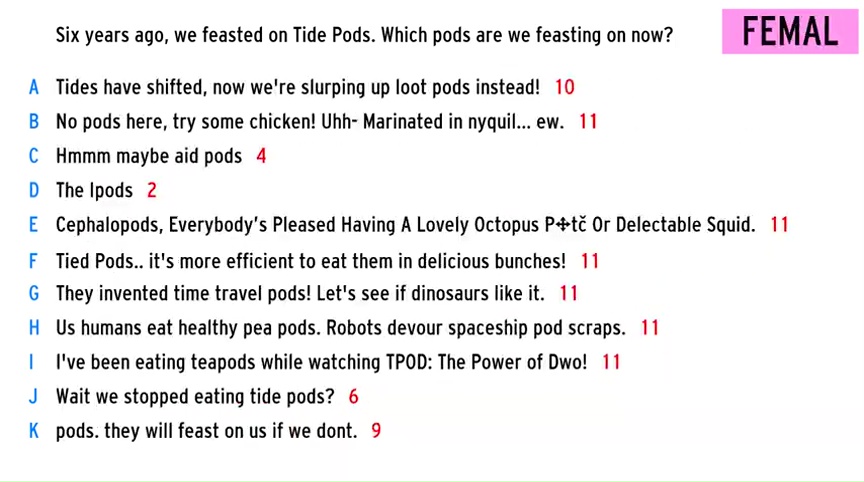 Six years ago, we feasted on Tide Pods. Which pods are we feasting on now?
FEMAL
A Tides have shifted, now we're slurping up loot pods instead! 10
B No pods here, try some chicken! Uhh- Marinated in nyquil... ew. 11
C Hmmm maybe aid pods 4
D The Ipods 2
E Cephalopods, Everybody's Pleased Having A Lovely Octopus P✣tč Or Delectable Squid. 11
F Tied Pods.. it's more efficient to eat them in delicious bunches! 11
G They invented time travel pods! Let's see if dinosaurs like it. 11
H Us humans eat healthy pea pods. Robots devour spaceship pod scraps. 11
I I've been eating teapods while watching TPOD: The Power of Dwo! 11
J Wait we stopped eating tide pods? 6
K pods. they will feast on us if we dont. 9